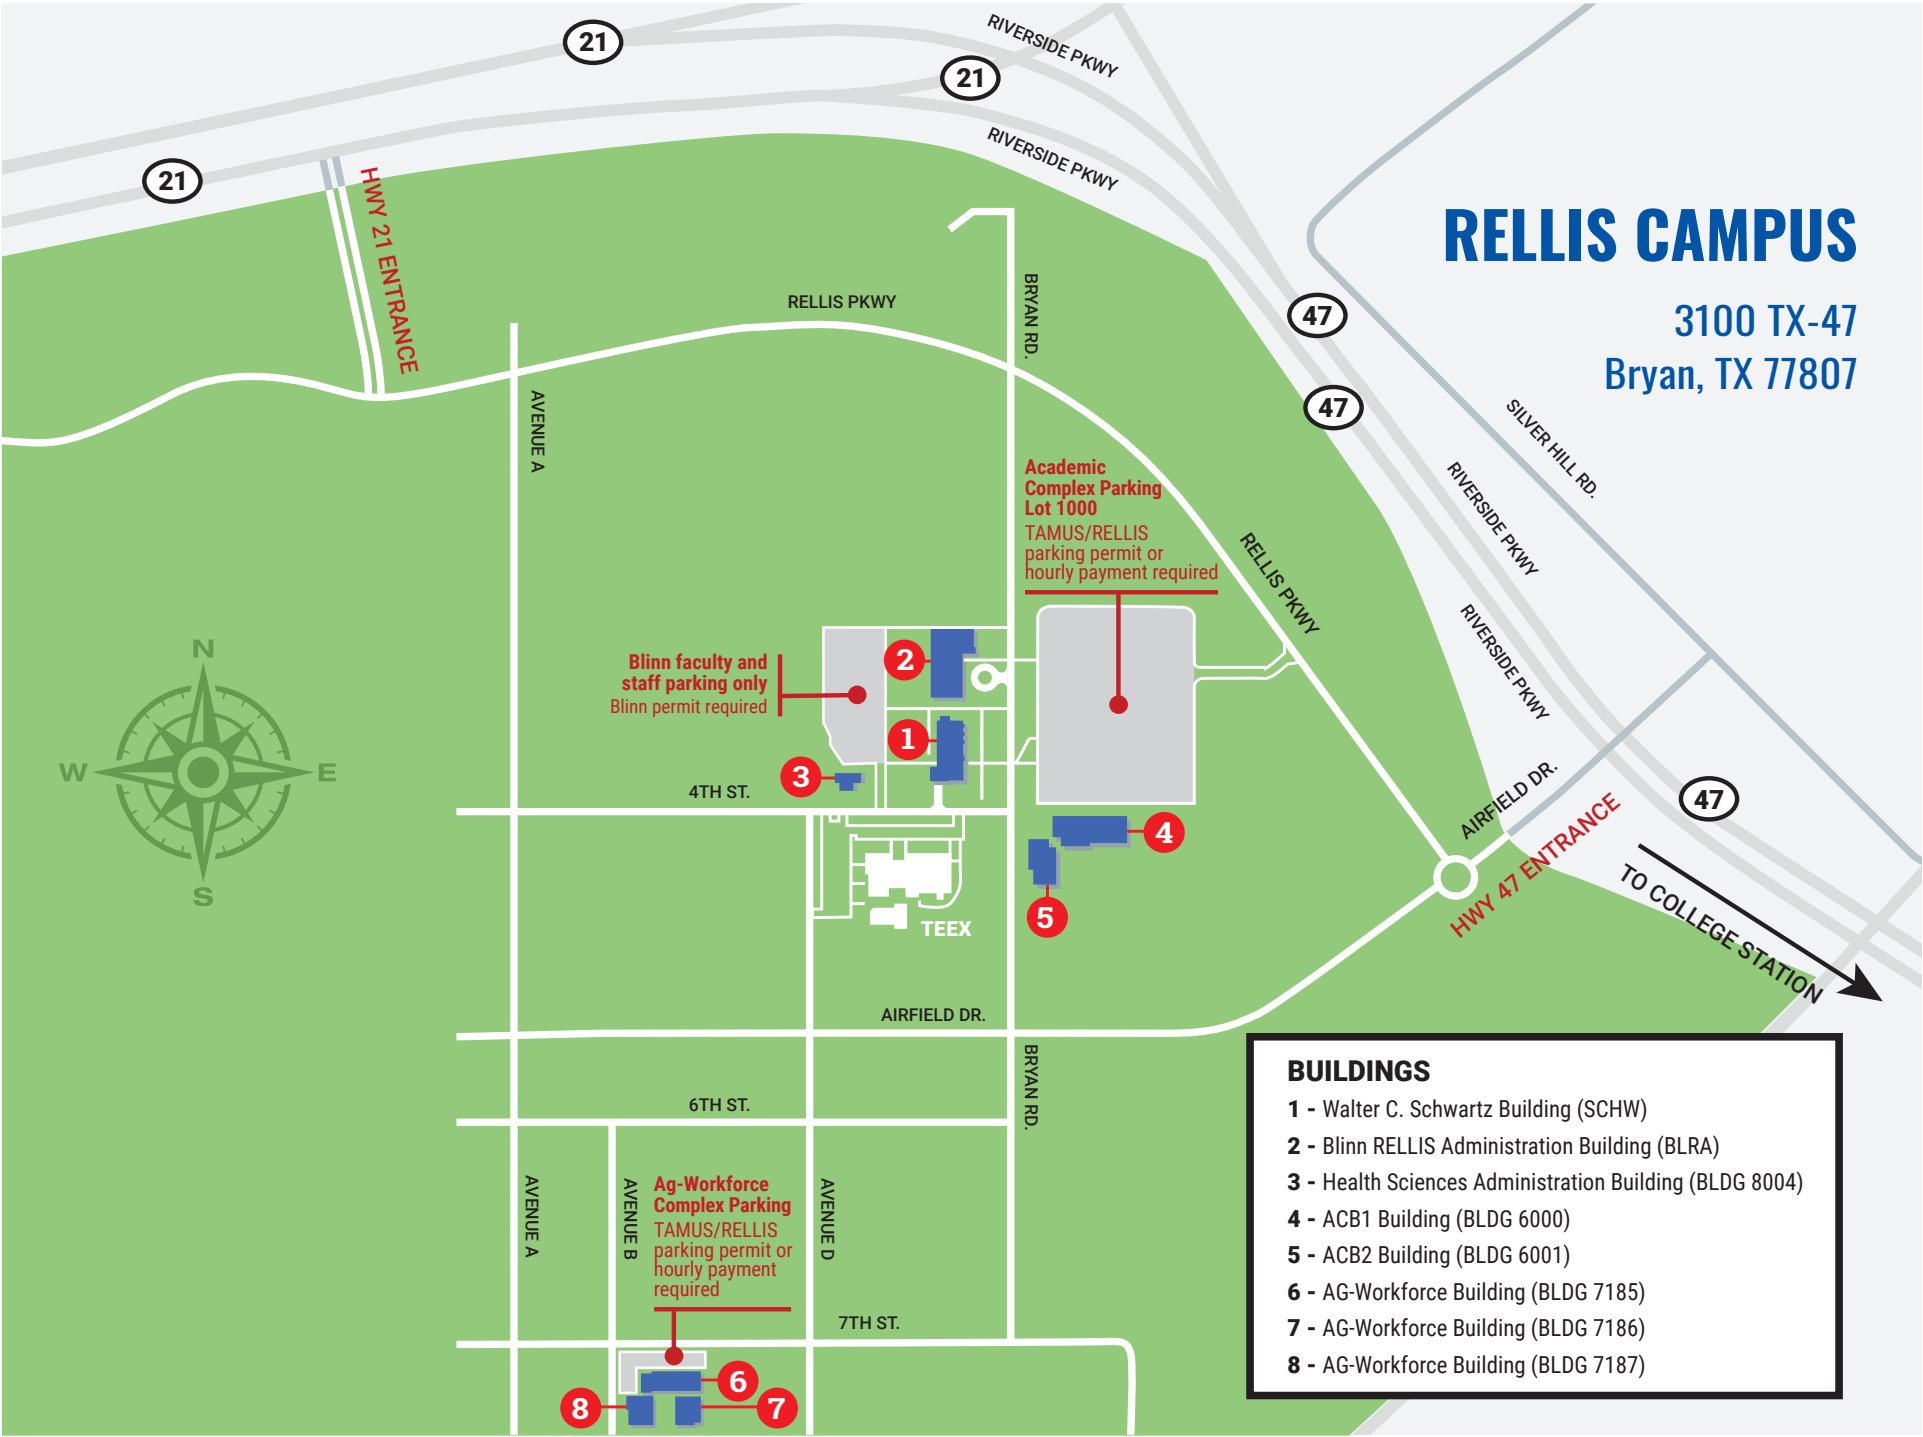 21
RIVERSIDE PKWY
21
RIVERSIDE PKWY
21
HWY 21 ENTRANCE
RELLIS CAMPUS
3100 TX-47
Bryan, TX 77807
RELLIS PKWY
BRYAN RD.
47
47
AVENUE A
SILVER HILL RD.
RIVERSIDE PKWY
RIVERSIDE PKWY
Academic
Complex Parking
Lot 1000
TAMUS/RELLIS
parking permit or
hourly payment required
RELLIS PKWY
N
W
E
S
Blinn faculty and
staff parking only
Blinn permit required
2
1
3
4TH ST.
4
5
TEEX
AIRFIELD DR.
HWY 47 ENTRANCE
47
TO COLLEGE STATION
AIRFIELD DR.
BRYAN RD.
6TH ST.
AVENUE A
AVENUE B
Ag-Workforce
Complex Parking
TAMUS/RELLIS
parking permit or
hourly payment
required
AVENUE D
7TH ST.
6
8
7
BUILDINGS
1 - Walter C. Schwartz Building (SCHW)
2 - Blinn RELLIS Administration Building (BLRA)
3 - Health Sciences Administration Building (BLDG 8004)
4 - ACB1 Building (BLDG 6000)
5 - ACB2 Building (BLDG 6001)
6 - AG-Workforce Building (BLDG 7185)
7 - AG-Workforce Building (BLDG 7186)
8 - AG-Workforce Building (BLDG 7187)